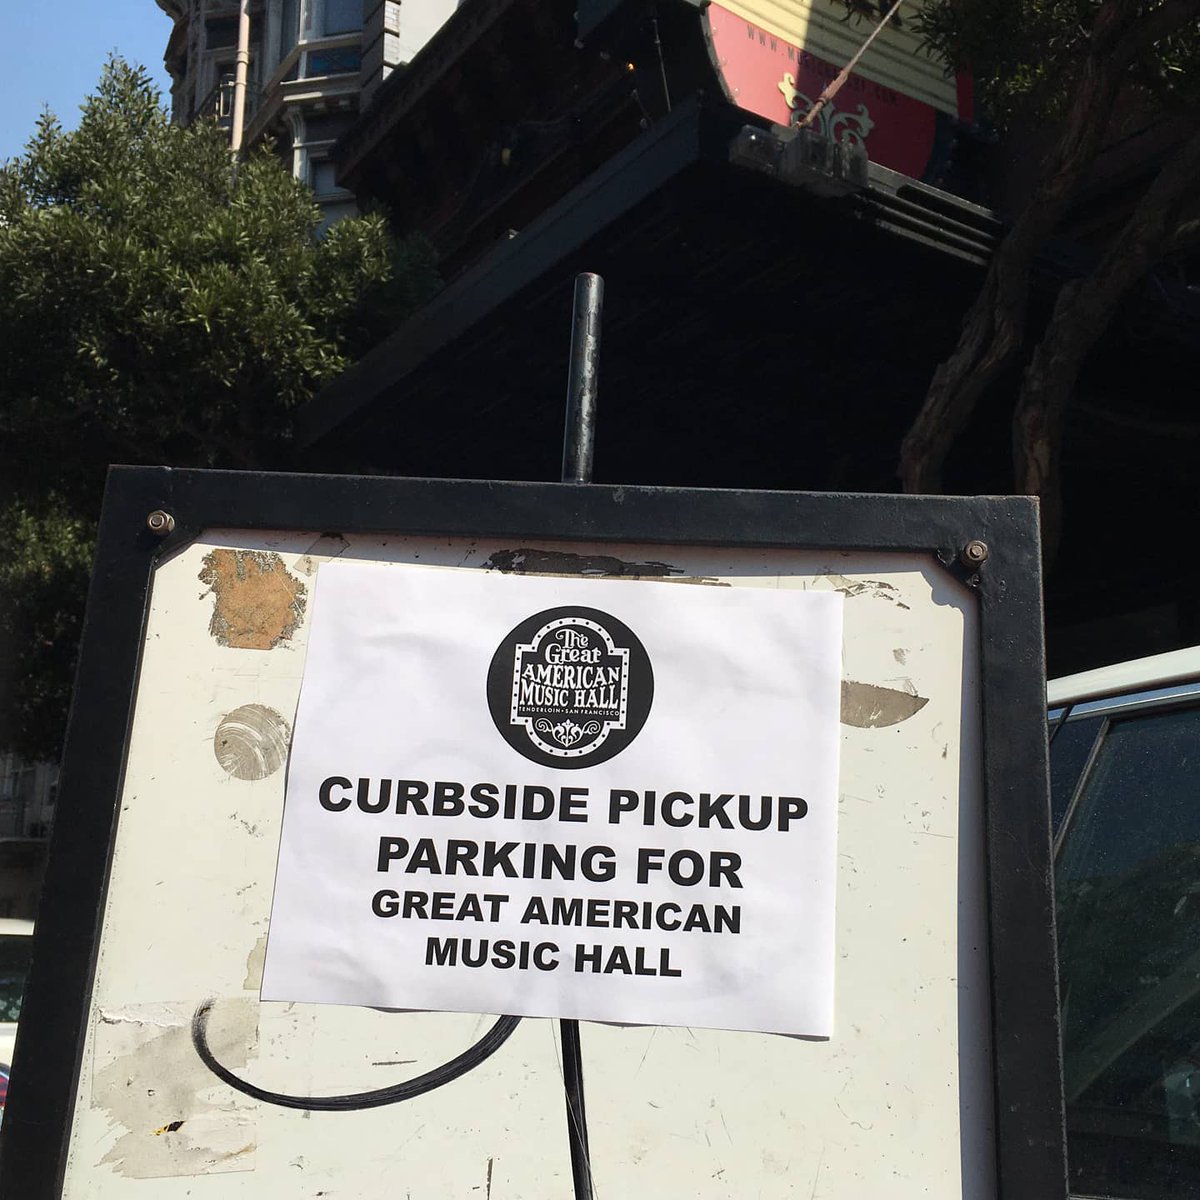 The
Great
AMERICAN
MUSIC HALL
TENDERLOIN • SAN FRANCISCO
CURBSIDE PICKUP
PARKING FOR
GREAT AMERICAN
MUSIC HALL